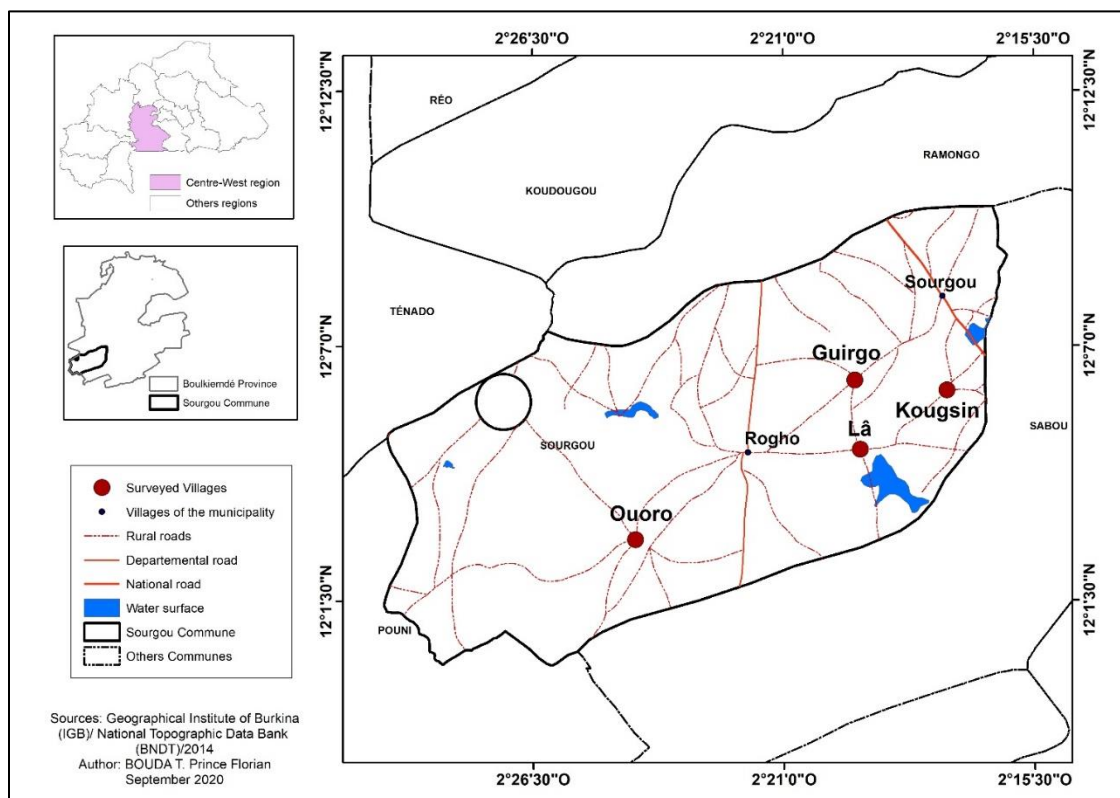 Centre-West region
Others regions
Boulkierndé Province
Sourgou Commune
Surveyed Villages
Villages of the municipality
Rural roads
Departemental road
National road
Water surface
Sourgou Commune
Others Communes
Sources: Geographical Institute of Burkina
(IGB)/ National Topographic Data Bank
(BNDT)/2014
Author: BOUDA T. Prince Florian
September 2020
2°26'30"O
2°21'0"O
2°15'30"O
12°12'30"N
12°12'30"N
RÉO
RAMONGO
KOUDOUGOU
Sourgou
TÉNADO
12°7'0"N
12°7'0"N
Guirgo
Kougsin
SABOU
Lâ
Rogho
SOURGOU
Ouoro
12°1'30"N
12°1'30"N
POUNI
2°26'30"O
2°21'0"O
2°15'30"O